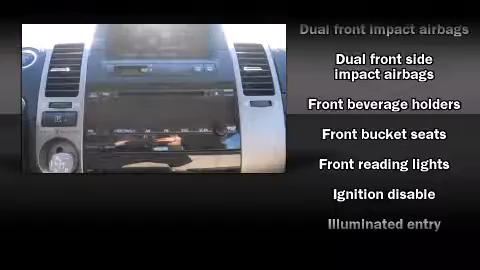 Dual front impact airbags
Dual front side
impact airbags
Front beverage holders
Front bucket seats
Front reading lights
Ignition disable
Illuminated entry